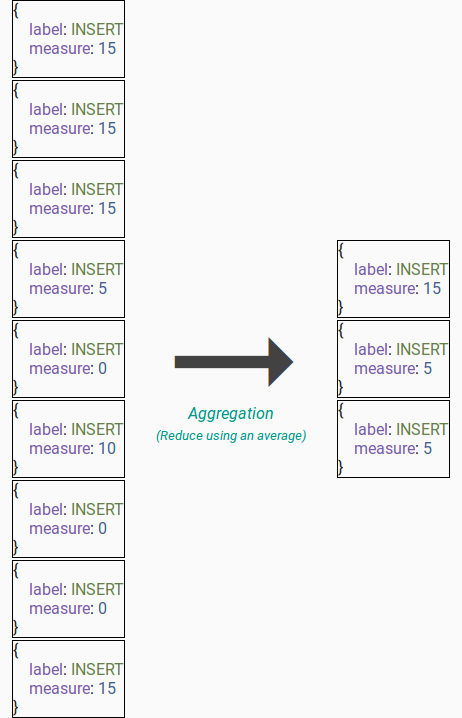 {
label: INSERT
measure: 15
}
{
label: INSERT
measure: 15
}
{
label: INSERT
measure: 15
}
{
label: INSERT
measure: 5
}
{
label: INSERT
measure: 0
}
{
label: INSERT
measure: 10
}
{
label: INSERT
measure: 0
}
{
label: INSERT
measure: 0
}
{
label: INSERT
measure: 15
}
Aggregation
(Reduce using an average)
{
label: INSERT
measure: 15
}
{
label: INSERT
measure: 5
}
{
label: INSERT
measure: 5
}